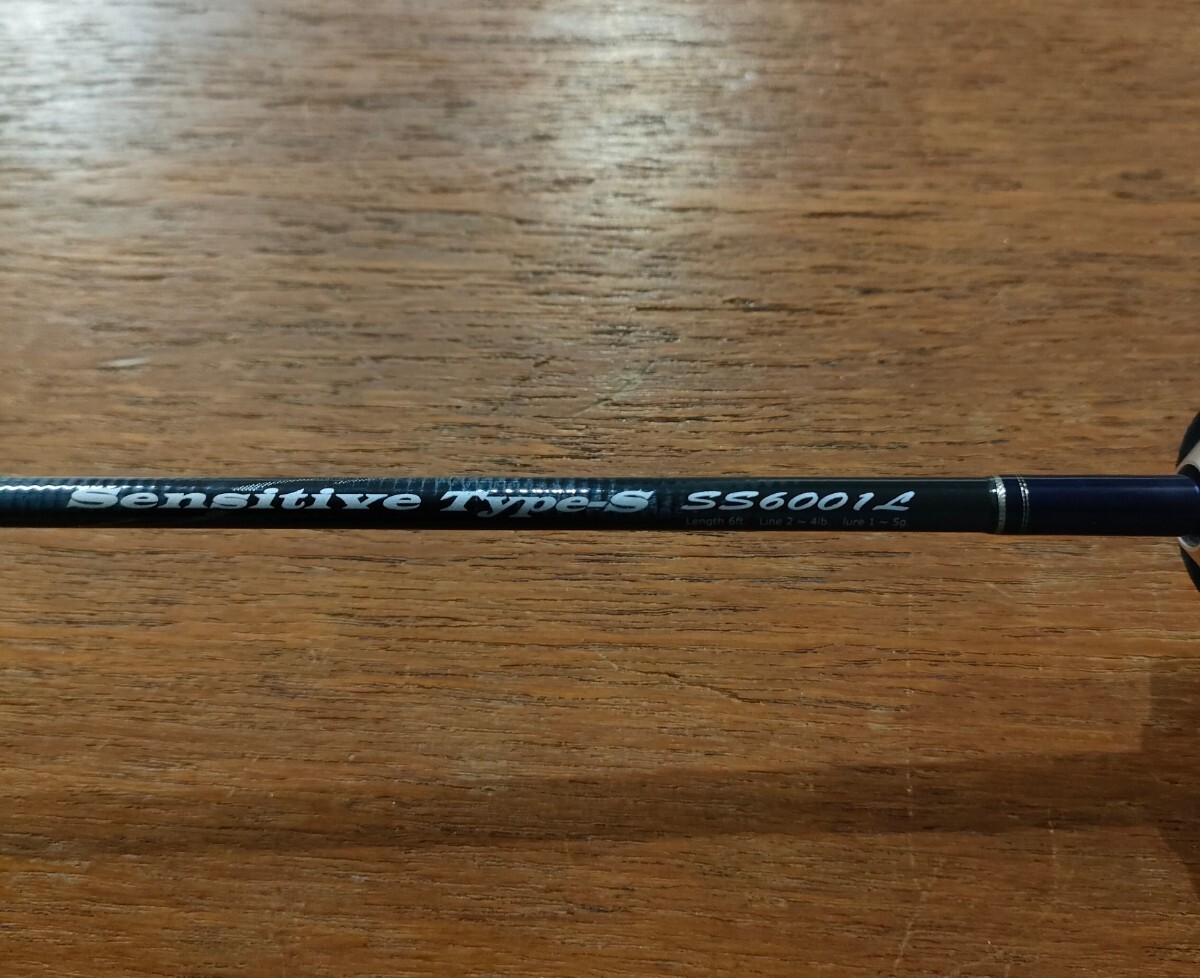 Sensitive Type-S SS6001L
Length 6ft. Line 2 ~ 4lb. lure 1 ~ 5g